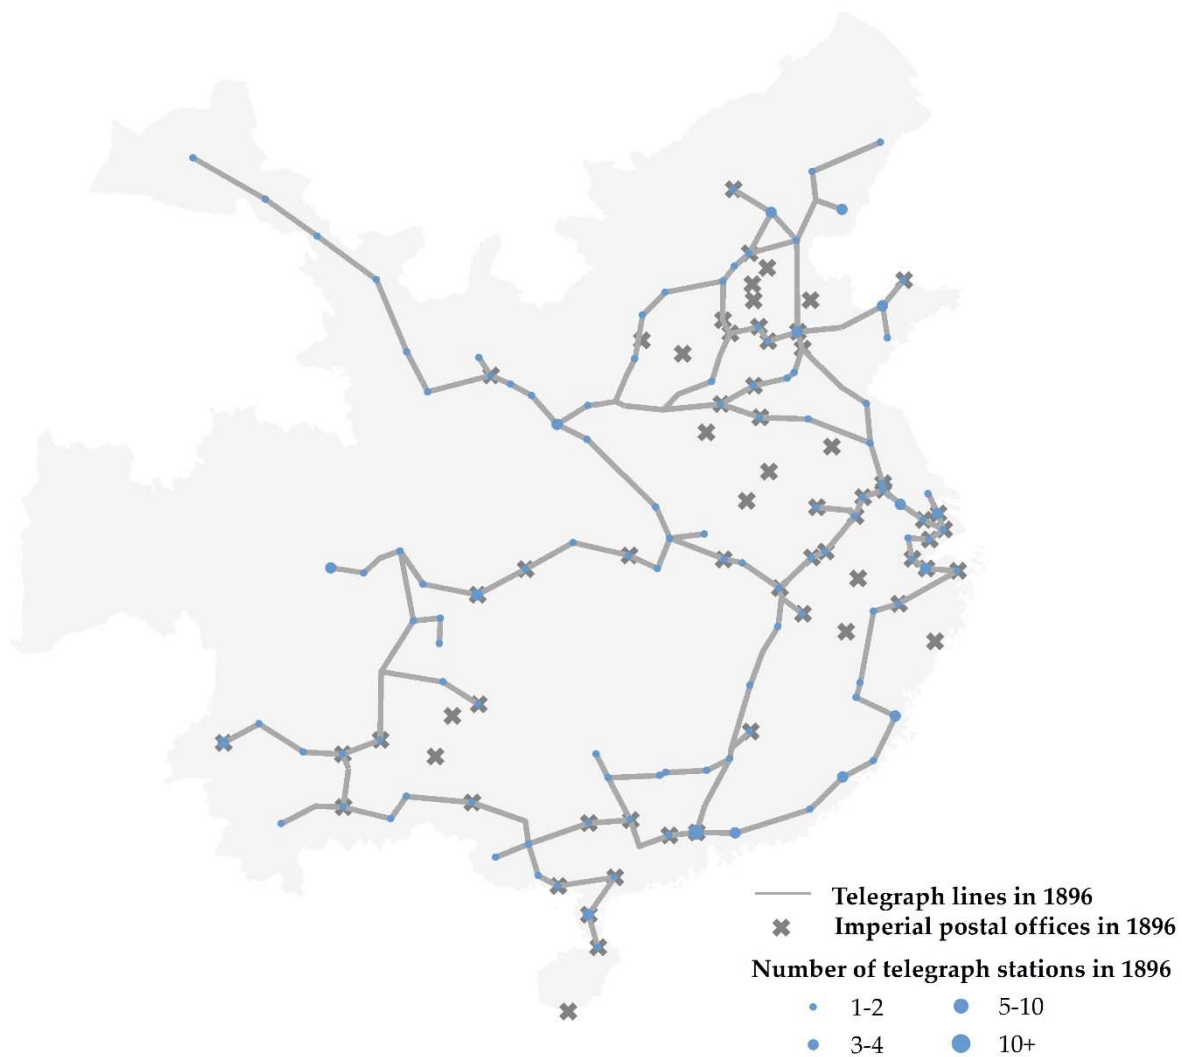 Telegraph lines in 1896
Imperial postal offices in 1896
Number of telegraph stations in 1896
1-2
5-10
3-4
10+